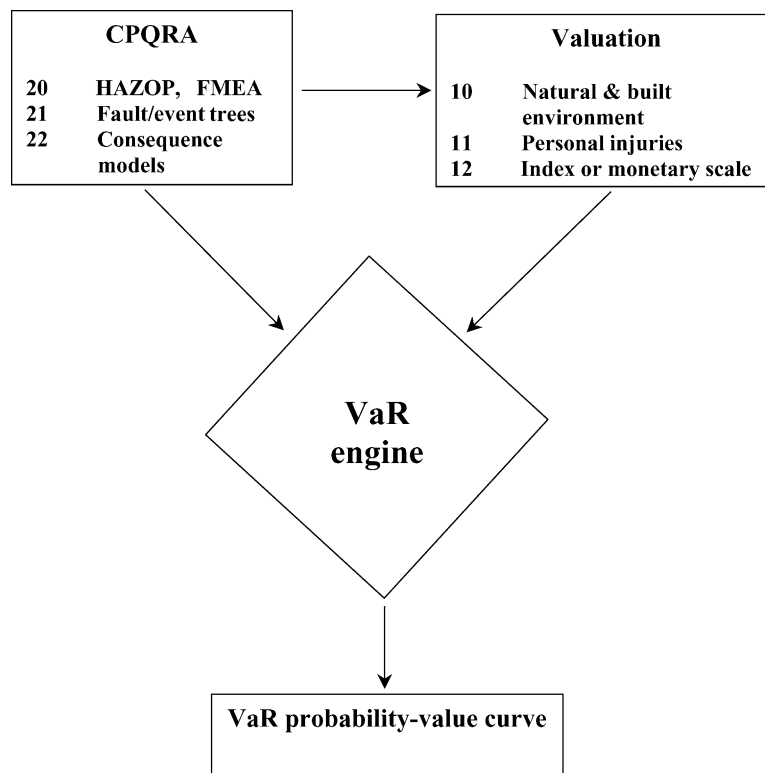 CPQRA
20 HAZOP, FMEA
21 Fault/event trees
22 Consequence
models
Valuation
10 Natural & built
environment
11 Personal injuries
12 Index or monetary scale
VaR
engine
VaR probability-value curve